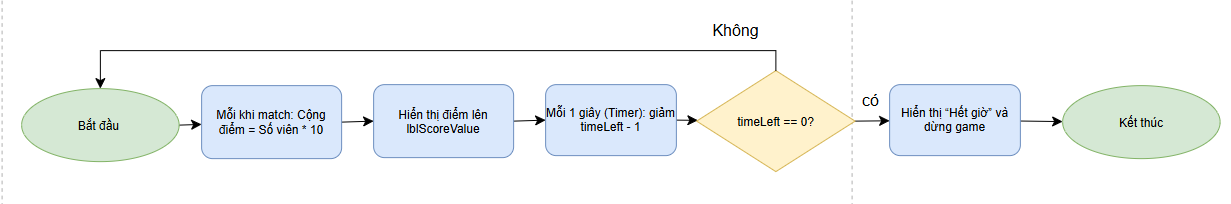 Không
Bắt đầu
Mỗi khi match: Cộng
điểm = Số viên * 10
Hiển thị điểm lên
lblScoreValue
Mỗi 1 giây (Timer): giảm
timeLeft - 1
timeLeft == 0?
có
Hiển thị “Hết giờ” và
dừng game
Kết thúc